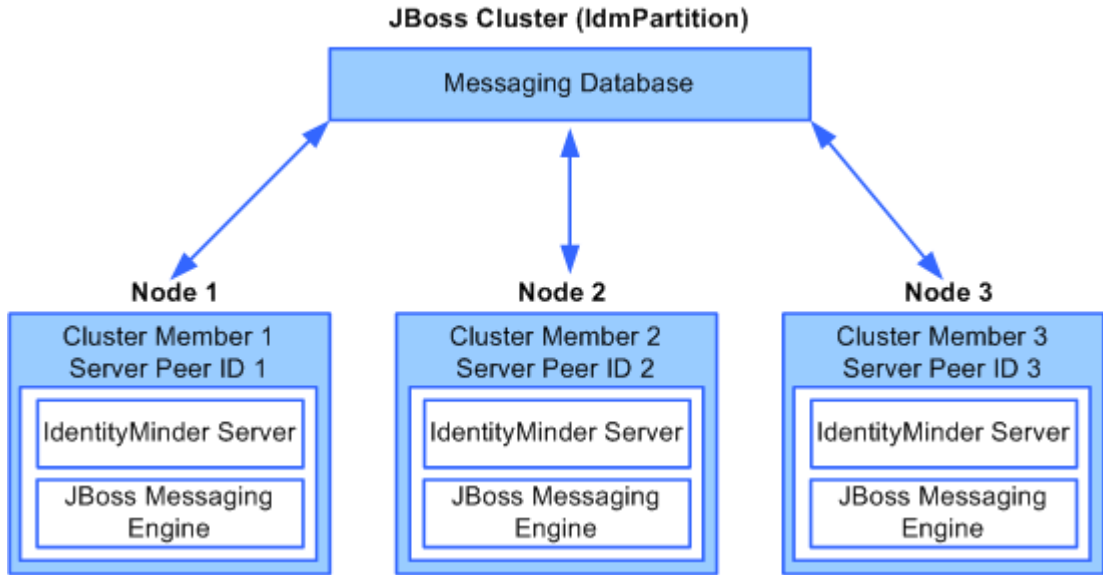 JBoss Cluster (IdmPartition)
Messaging Database
Node 1
Cluster Member 1
Server Peer ID 1
IdentityMinder Server
JBoss Messaging
Engine
Node 2
Cluster Member 2
Server Peer ID 2
IdentityMinder Server
JBoss Messaging
Engine
Node 3
Cluster Member 3
Server Peer ID 3
IdentityMinder Server
JBoss Messaging
Engine